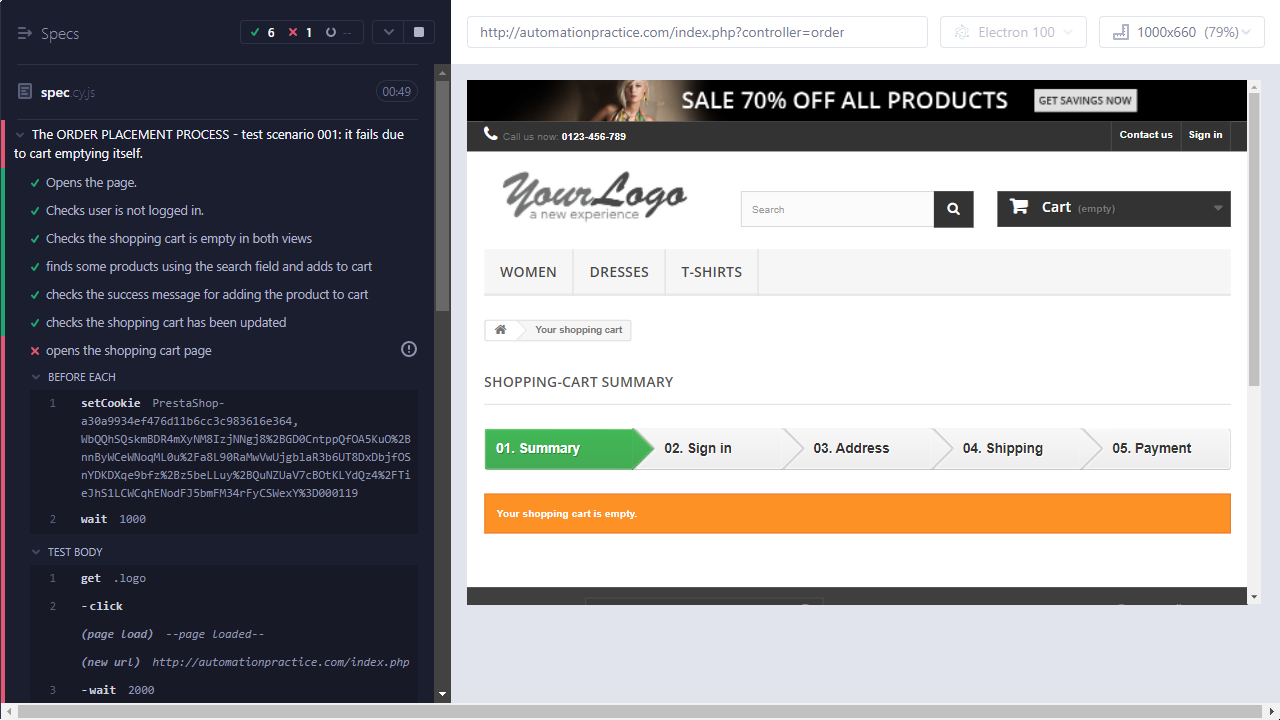 Specs
6
1
--
spec.cy.js
00:49
The ORDER PLACEMENT PROCESS - test scenario 001: it fails due
to cart emptying itself.
Opens the page.
Checks user is not logged in.
Checks the shopping cart is empty in both views
finds some products using the search field and adds to cart
checks the success message for adding the product to cart
checks the shopping cart has been updated
opens the shopping cart page
BEFORE EACH
1 setCookie PrestaShop-
a30a9934ef476d11b6cc3c983616e364,
WbQQhSQskmBDR4mXyNM8IzjNNgj8%2BGD0CntppQfOA5KuO%2B
nnByWCeWNoqML0u%2Fa8L90RaMwVwUjgblaR3b6UT8DxDbjfOS
nYDKDXqe9bfz%2Bz5beLLuy%2BQuNZUaV7cBOtKLYdQz4%2FTi
eJhS1LCWCqhENodFJ5bmFM34rFyCSWexY%3D000119
2 wait 1000
TEST BODY
1 get .logo
2 -click
(page load) --page loaded--
(new url) http://automationpractice.com/index.php
3 -wait 2000
http://automationpractice.com/index.php?controller=order
Electron 100
1000x660 (79%)
SALE 70% OFF ALL PRODUCTS
GET SAVINGS NOW
Call us now: 0123-456-789
Contact us
Sign in
YourLogo
a new experience
Search
Cart (empty)
WOMEN
DRESSES
T-SHIRTS
Your shopping cart
SHOPPING-CART SUMMARY
01. Summary
02. Sign in
03. Address
04. Shipping
05. Payment
Your shopping cart is empty.